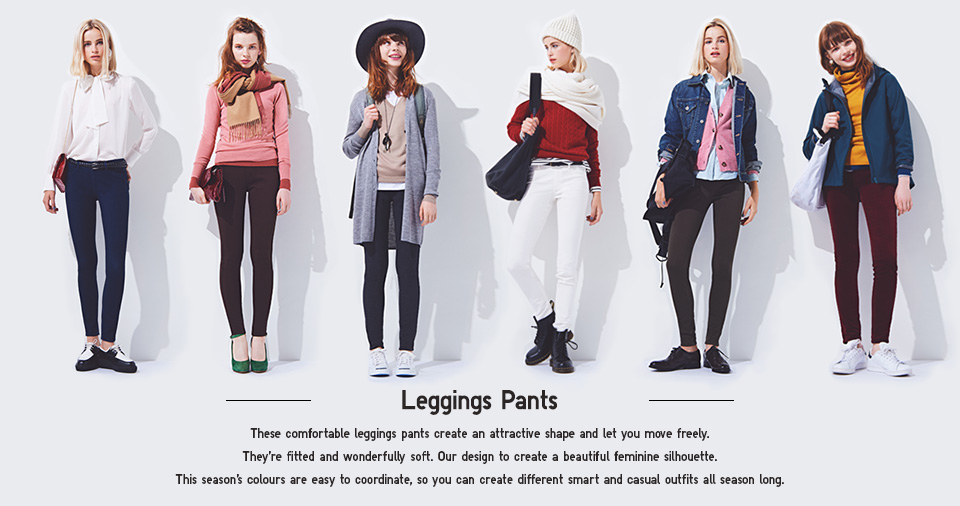 Leggings Pants
These comfortable leggings pants create an attractive shape and let you move freely.
They're fitted and wonderfully soft. Our design to create a beautiful feminine silhouette.
This season's colours are easy to coordinate, so you can create different smart and casual outfits all season long.